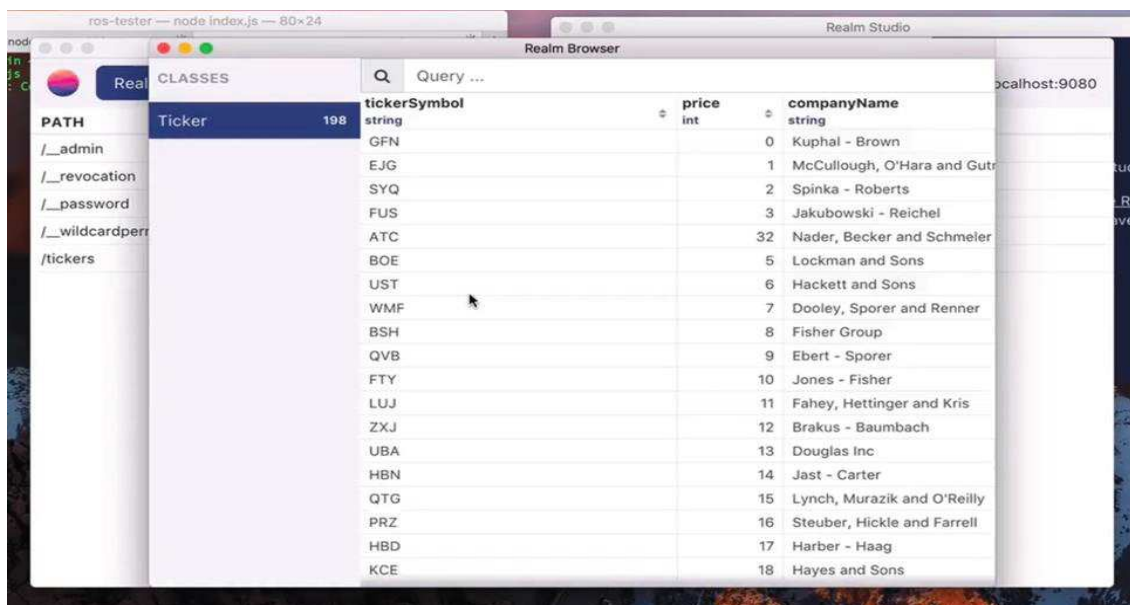 ros-tester — node index.js — 80×24
Realm Studio
Realm Browser
CLASSES
Query ...
Real
localhost:9080
PATH
Ticker 198
tickerSymbol price companyName
string int string
/__admin
/__revocation
/__password
/__wildcardperr
/tickers
GFN 0 Kuphal - Brown
EJG 1 McCullough, O'Hara and Gutr
SYQ 2 Spinka - Roberts
FUS 3 Jakubowski - Reichel
ATC 32 Nader, Becker and Schmeler
BOE 5 Lockman and Sons
UST 6 Hackett and Sons
WMF 7 Dooley, Sporer and Renner
BSH 8 Fisher Group
QVB 9 Ebert - Sporer
FTY 10 Jones - Fisher
LUJ 11 Fahey, Hettinger and Kris
ZXJ 12 Brakus - Baumbach
UBA 13 Douglas Inc
HBN 14 Jast - Carter
QTG 15 Lynch, Murazik and O'Reilly
PRZ 16 Steuber, Hickle and Farrell
HBD 17 Harber - Haag
KCE 18 Hayes and Sons